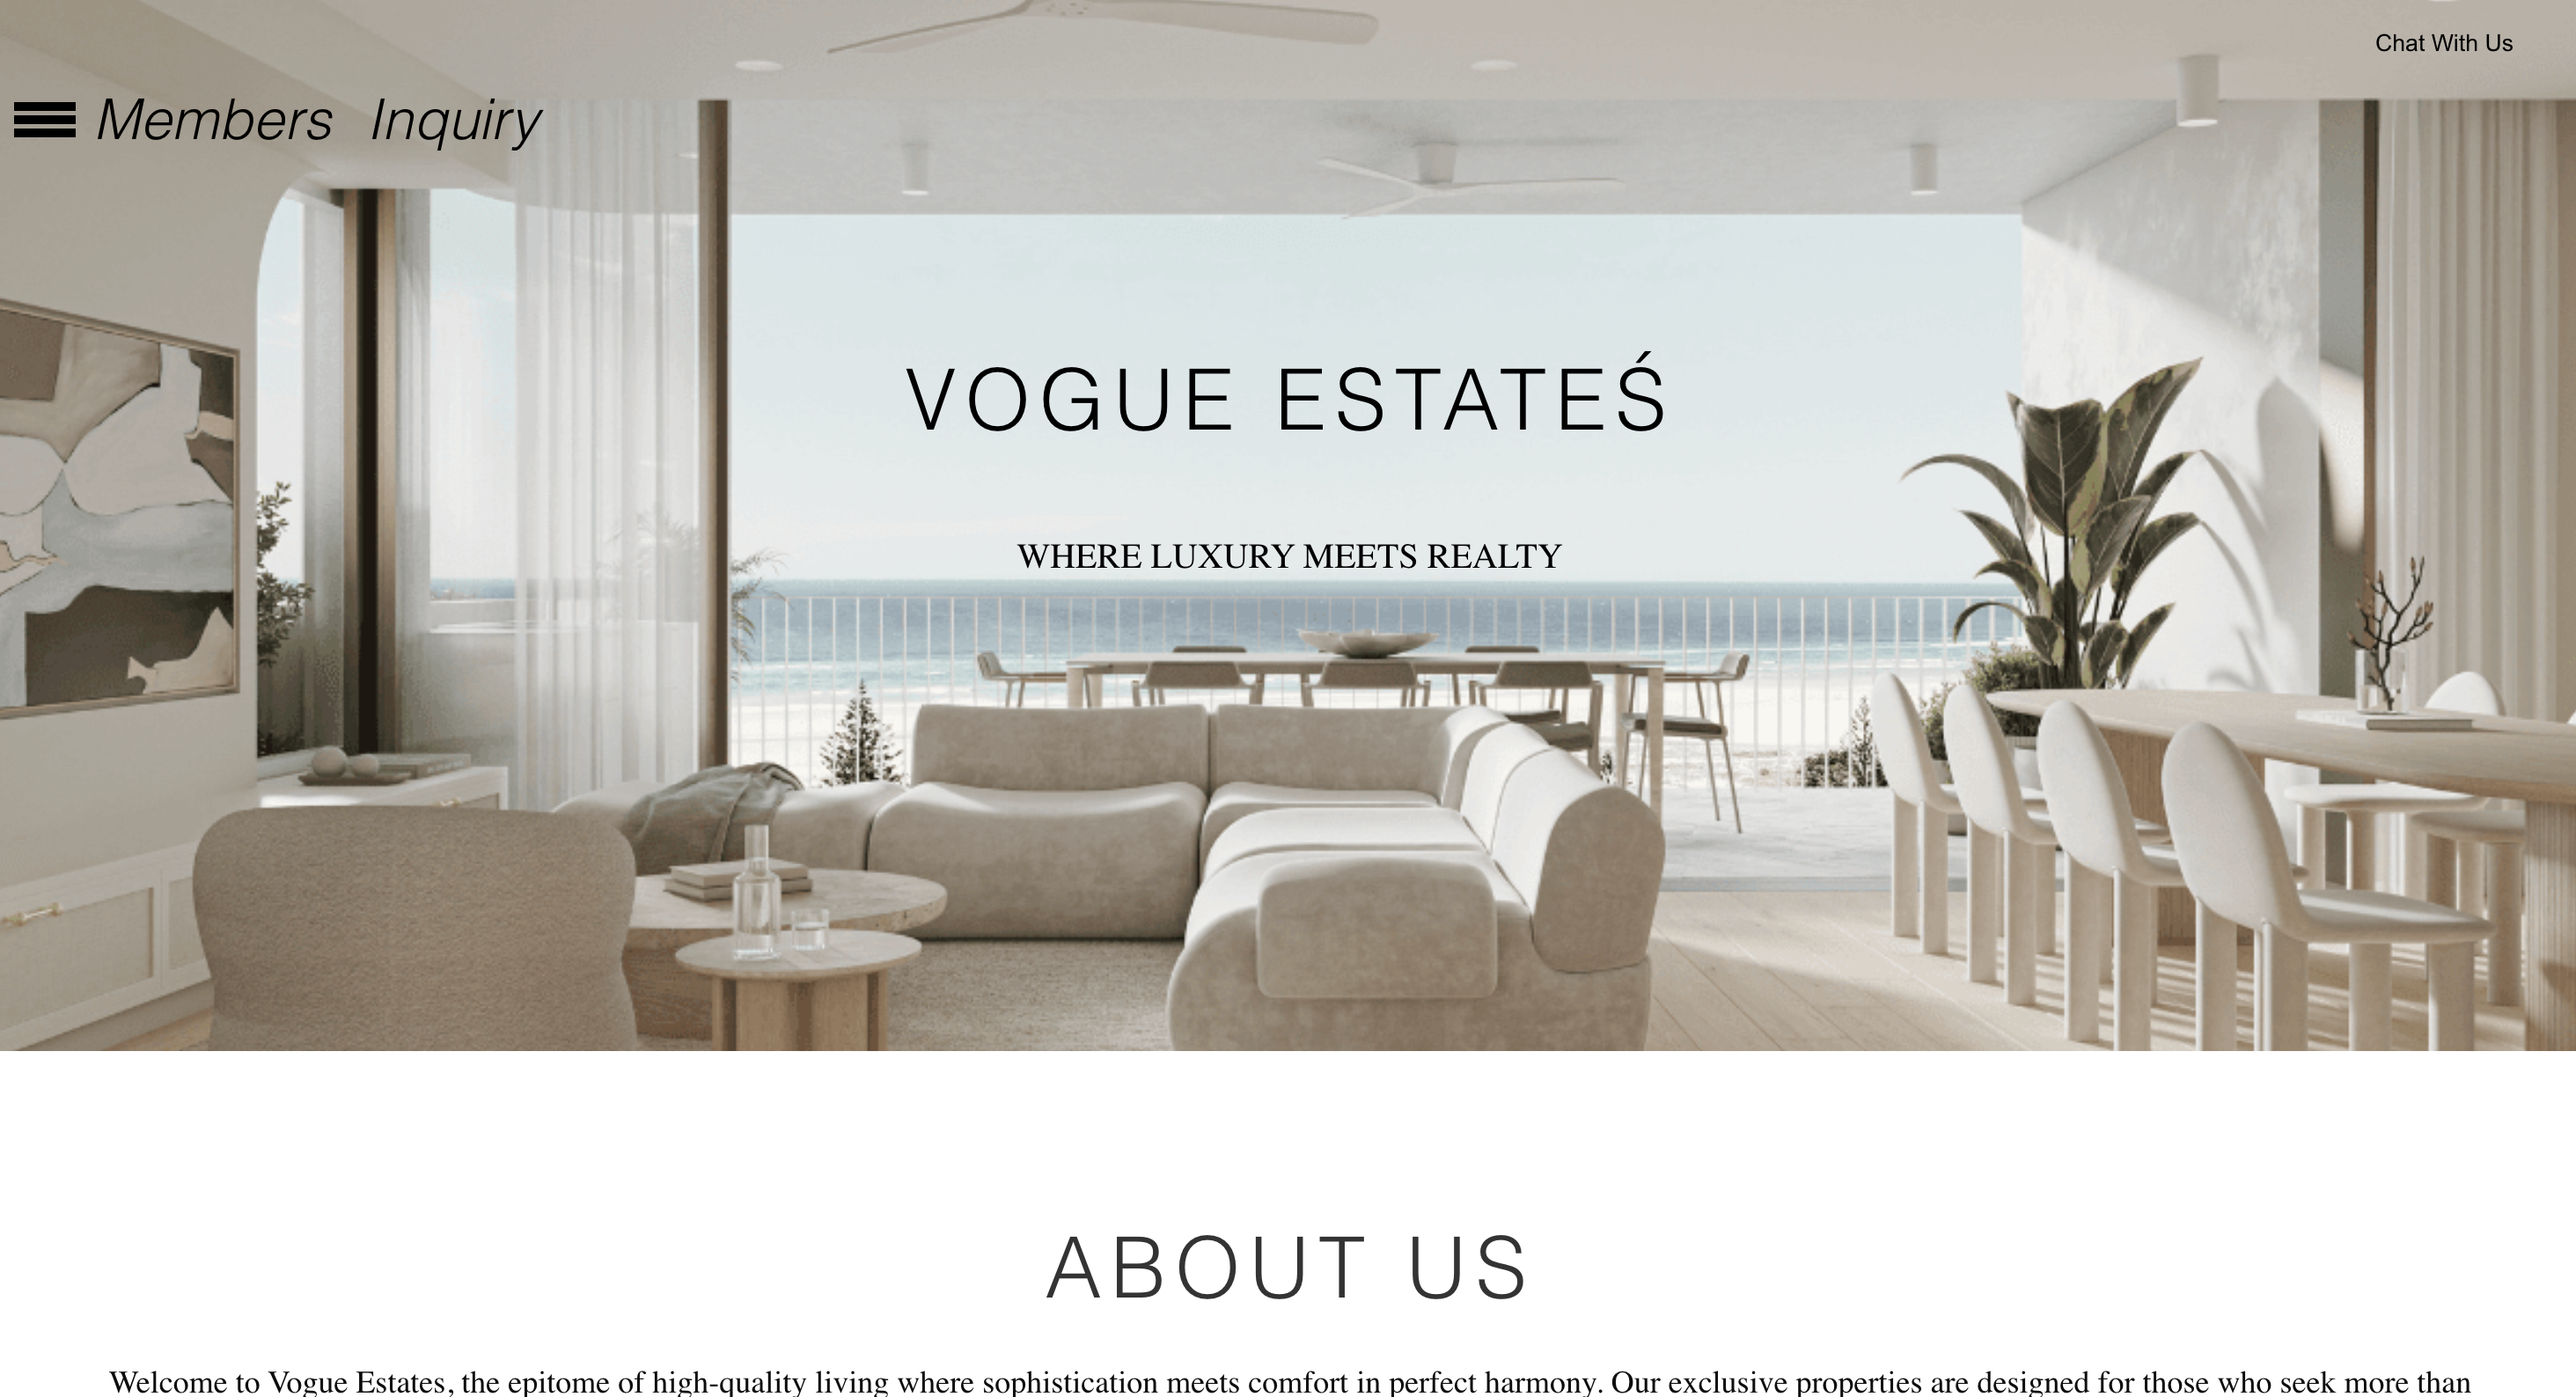 Chat With Us
Members Inquiry
VOGUE ESTATEŚ
WHERE LUXURY MEETS REALTY
ABOUT US
Welcome to Vogue Estates, the epitome of high-quality living where sophistication meets comfort in perfect harmony. Our exclusive properties are designed for those who seek more than